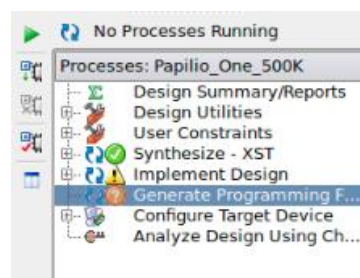 No Processes Running
Processes: Papilio_One_500K
Design Summary/Reports
Design Utilities
User Constraints
Synthesize - XST
Implement Design
Generate Programming F...
Configure Target Device
Analyze Design Using Ch...